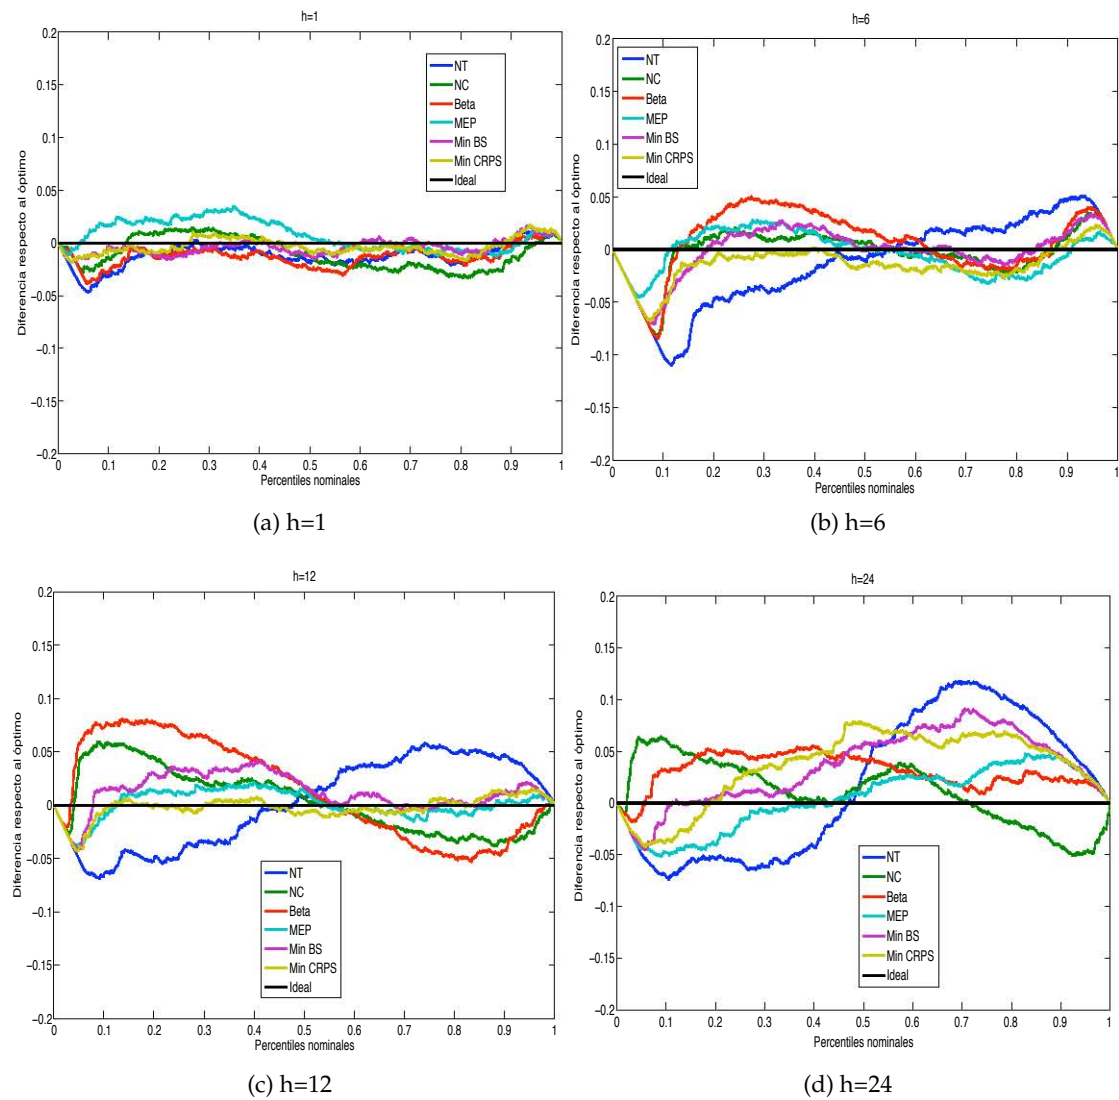 h=1
0.2
0.15
0.1
0.05
0
−0.05
−0.1
−0.15
−0.2
Diferencia respecto al óptimo
NT
NC
Beta
MEP
Min BS
Min CRPS
Ideal
0 0.1 0.2 0.3 0.4 0.5 0.6 0.7 0.8 0.9 1
Percentiles nominales
(a) h=1
h=6
0.2
0.15
0.1
0.05
0
−0.05
−0.1
−0.15
−0.2
Diferencia respecto al óptimo
NT
NC
Beta
MEP
Min BS
Min CRPS
Ideal
0 0.1 0.2 0.3 0.4 0.5 0.6 0.7 0.8 0.9 1
Percentiles nominales
(b) h=6
h=12
0.2
0.15
0.1
0.05
0
−0.05
−0.1
−0.15
−0.2
Diferencia respecto al óptimo
NT
NC
Beta
MEP
Min BS
Min CRPS
Ideal
0 0.1 0.2 0.3 0.4 0.5 0.6 0.7 0.8 0.9 1
Percentiles nominales
(c) h=12
h=24
0.2
0.15
0.1
0.05
0
−0.05
−0.1
−0.15
−0.2
Diferencia respecto al óptimo
NT
NC
Beta
MEP
Min BS
Min CRPS
Ideal
0 0.1 0.2 0.3 0.4 0.5 0.6 0.7 0.8 0.9 1
Percentiles nominales
(d) h=24